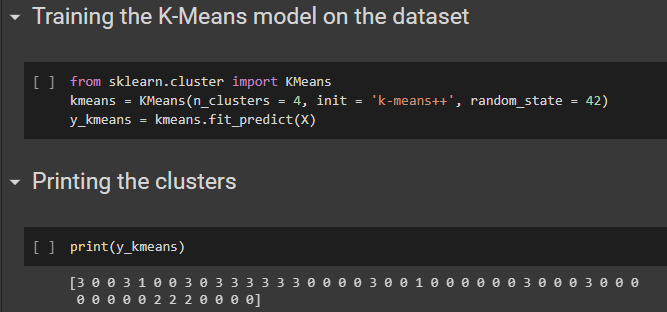 Training the K-Means model on the dataset
[ ] from sklearn.cluster import KMeans
kmeans = KMeans(n_clusters = 4, init = 'k-means++', random_state = 42)
y_kmeans = kmeans.fit_predict(X)
Printing the clusters
[ ] print(y_kmeans)
[3 0 0 3 1 0 0 3 0 3 3 3 3 3 3 0 0 0 0 3 0 0 1 0 0 0 0 0 0 3 0 0 0 3 0 0 0
0 0 0 0 0 2 2 2 0 0 0 0]